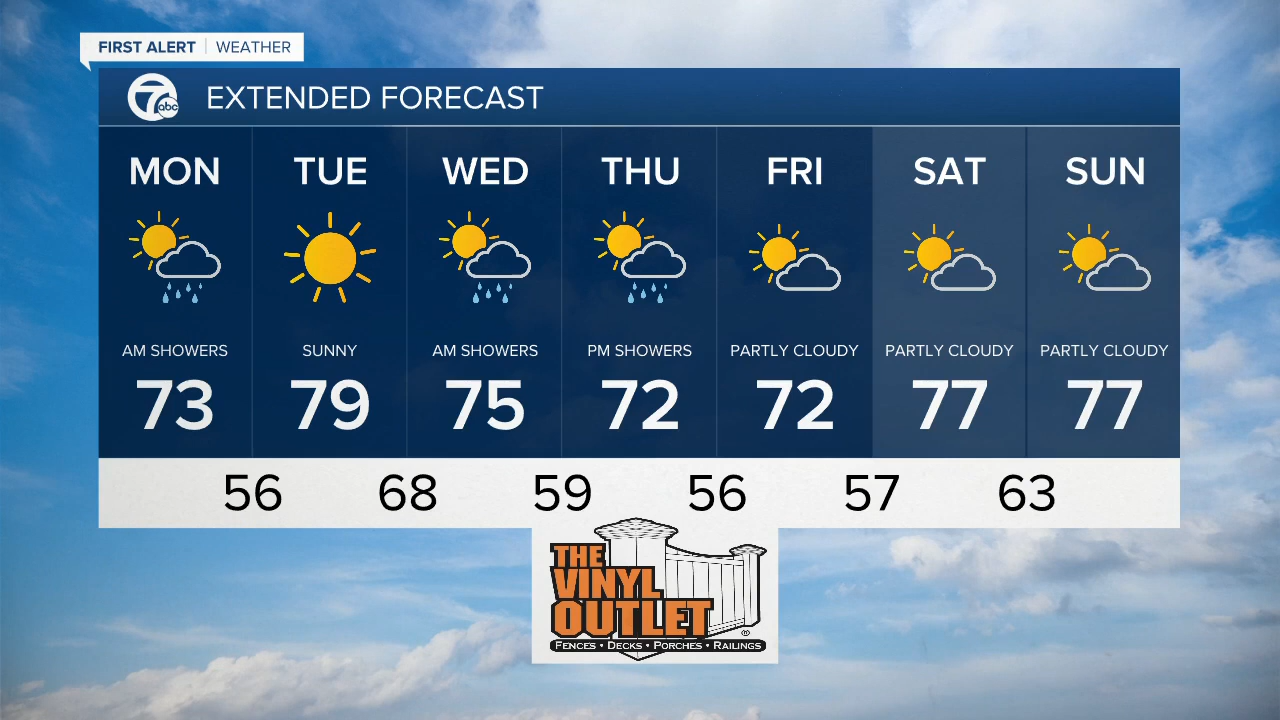 FIRST ALERT | WEATHER
7 abc EXTENDED FORECAST
MON TUE WED THU FRI SAT SUN
AM SHOWERS SUNNY AM SHOWERS PM SHOWERS PARTLY CLOUDY PARTLY CLOUDY PARTLY CLOUDY
73 79 75 72 72 77 77
56 68 59 56 57 63
THE
VINYL
OUTLET ®
FENCES • DECKS • PORCHES • RAILINGS